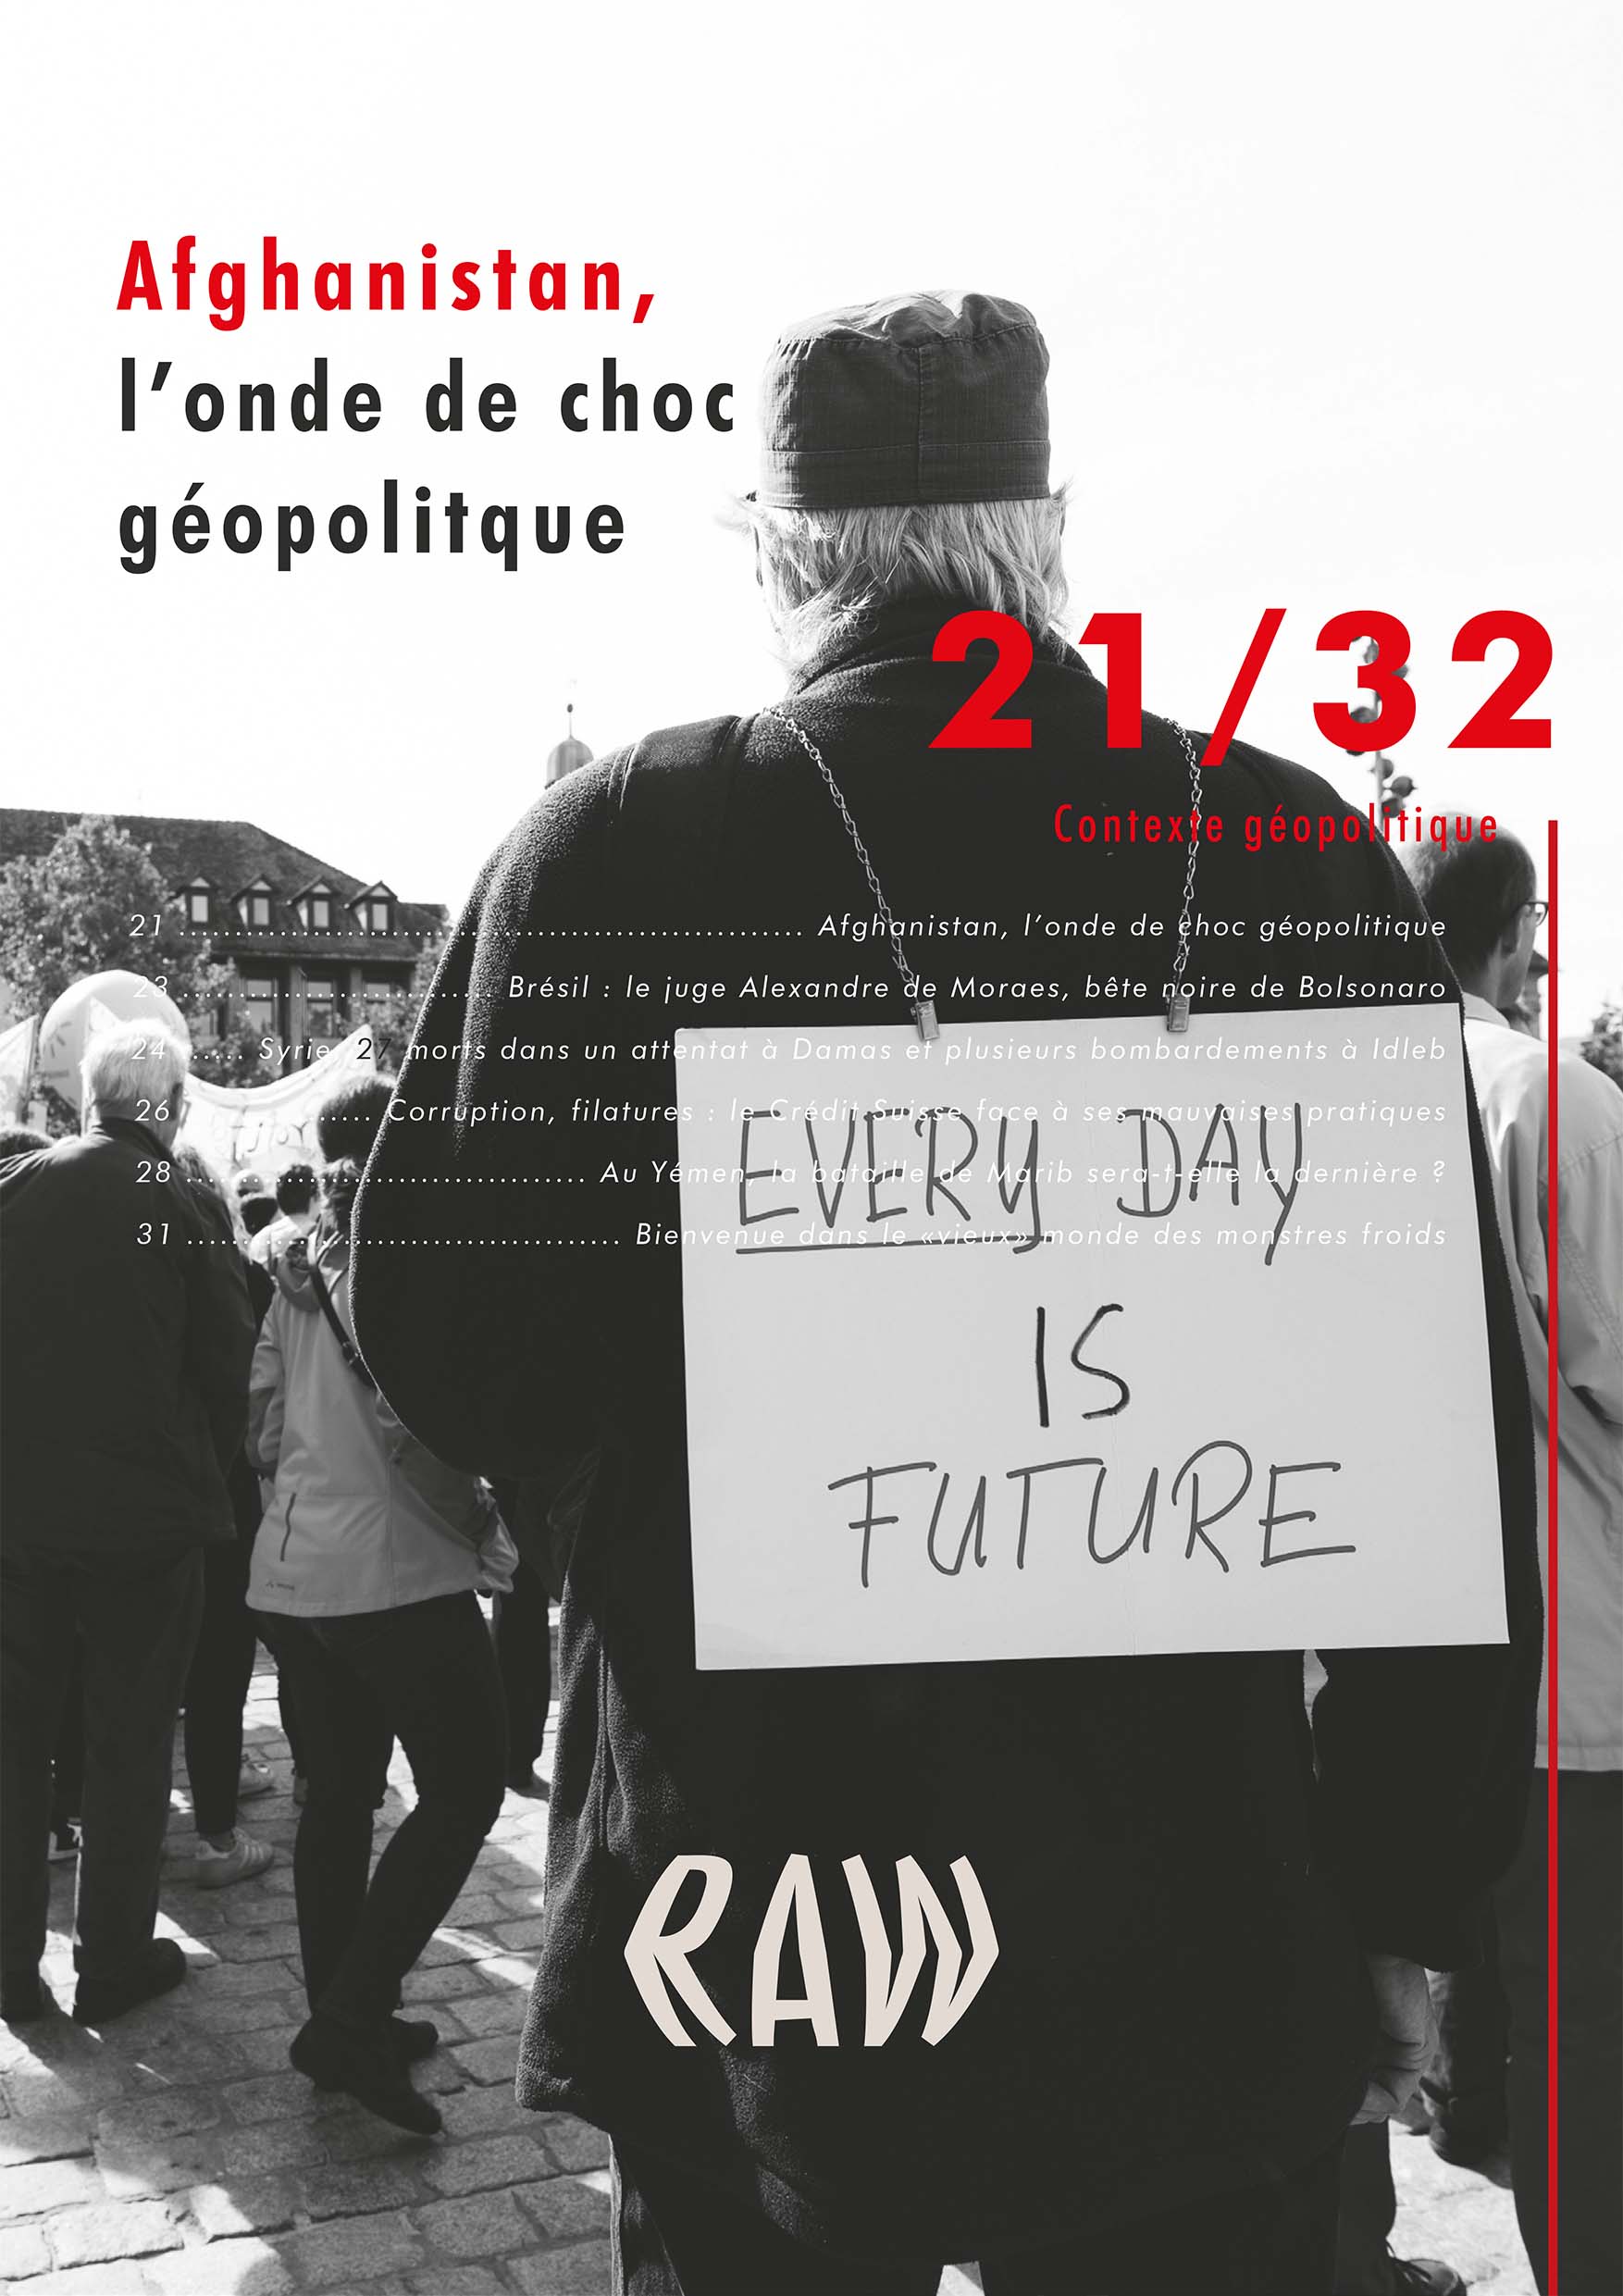 Afghanistan,
l’onde de choc
géopolitque
21/32
Contexte géopolitique
21 ........................................................ Afghanistan, l’onde de choc géopolitique
23 ............................ Brésil : le juge Alexandre de Moraes, bête noire de Bolsonaro
24 ...... Syrie, 27 morts dans un attentat à Damas et plusieurs bombardements à Idleb
26 ...... Corruption, filatures : le Crédit Suisse face à ses mauvaises pratiques
28 .................................... Au Yémen, la bataille de Marib sera-t-elle la dernière ?
31 ....................................... Bienvenue dans le «vieux» monde des monstres froids
EVERY DAY
IS
FUTURE
RAW